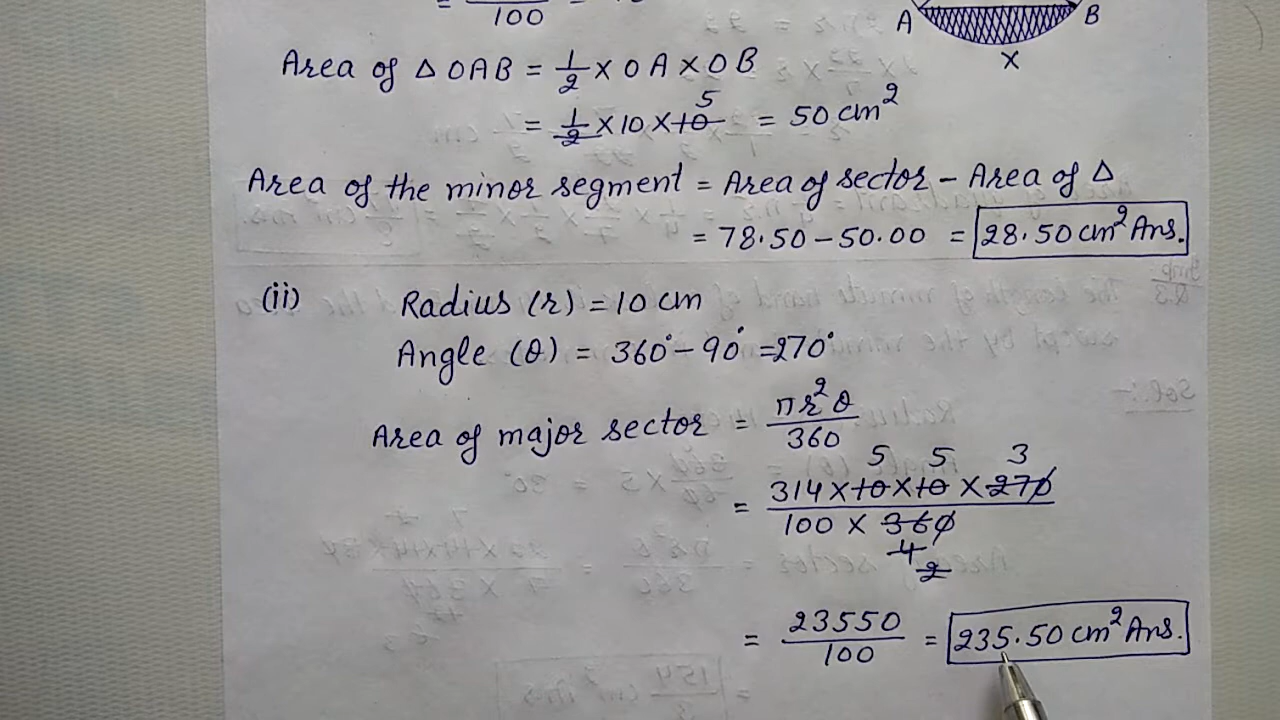 100
A B
X
Area of △OAB = 1/2 × OA × OB
= 1/2 × 10 × 10 5 = 50 cm²
Area of the minor segment = Area of sector - Area of △
= 78.50 - 50.00 = 28.50 cm² Ans.
(ii) Radius (r) = 10 cm
Angle (θ) = 360° - 90° = 270°
Area of major sector = πr²θ/360
5 5 3
= 314 × 10 × 10 × 270
100 × 360
4 2
= 23550/100 = 235.50 cm² Ans.